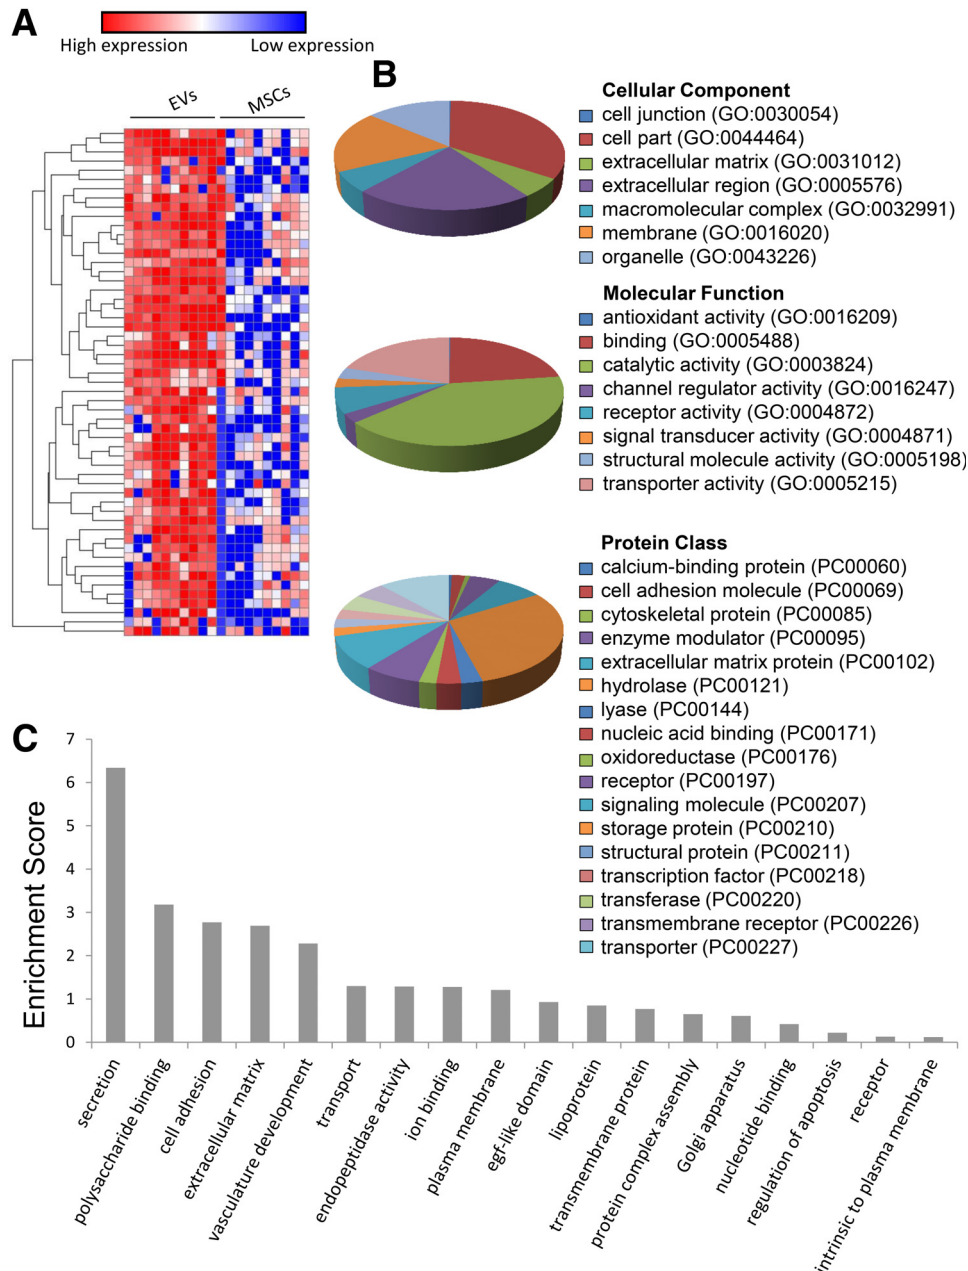 A
High expression
Low expression
EVs
MSCs
B
Cellular Component
cell junction (GO:0030054)
cell part (GO:0044464)
extracellular matrix (GO:0031012)
extracellular region (GO:0005576)
macromolecular complex (GO:0032991)
membrane (GO:0016020)
organelle (GO:0043226)
Molecular Function
antioxidant activity (GO:0016209)
binding (GO:0005488)
catalytic activity (GO:0003824)
channel regulator activity (GO:0016247)
receptor activity (GO:0004872)
signal transducer activity (GO:0004871)
structural molecule activity (GO:0005198)
transporter activity (GO:0005215)
Protein Class
calcium-binding protein (PC00060)
cell adhesion molecule (PC00069)
cytoskeletal protein (PC00085)
enzyme modulator (PC00095)
extracellular matrix protein (PC00102)
hydrolase (PC00121)
lyase (PC00144)
nucleic acid binding (PC00171)
oxidoreductase (PC00176)
receptor (PC00197)
signaling molecule (PC00207)
storage protein (PC00210)
structural protein (PC00211)
transcription factor (PC00218)
transferase (PC00220)
transmembrane receptor (PC00226)
transporter (PC00227)
C
Enrichment Score
7
6
5
4
3
2
1
0
secretion
polysaccharide binding
cell adhesion
extracellular matrix
vasculature development
transport
endopeptidase activity
ion binding
plasma membrane
egf-like domain
lipoprotein
transmembrane protein
protein complex assembly
Golgi apparatus
nucleotide binding
regulation of apoptosis
receptor
intrinsic to plasma membrane